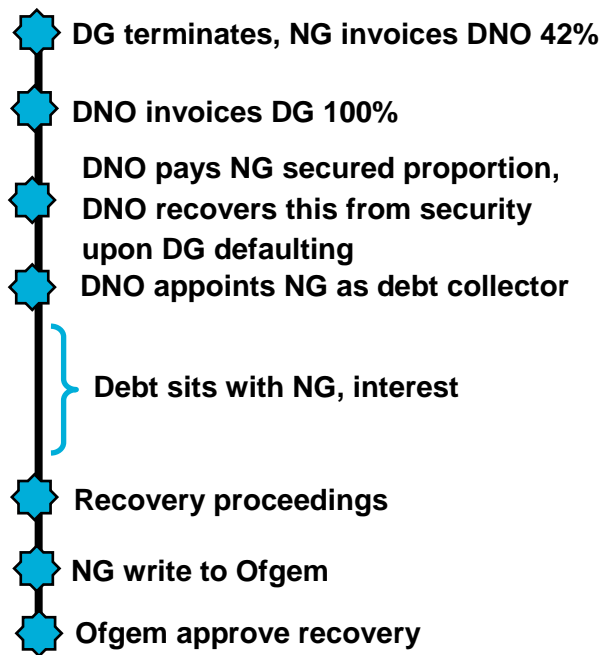 DG terminates, NG invoices DNO 42%
DNO invoices DG 100%
DNO pays NG secured proportion,
DNO recovers this from security
upon DG defaulting
DNO appoints NG as debt collector
Debt sits with NG, interest
Recovery proceedings
NG write to Ofgem
Ofgem approve recovery